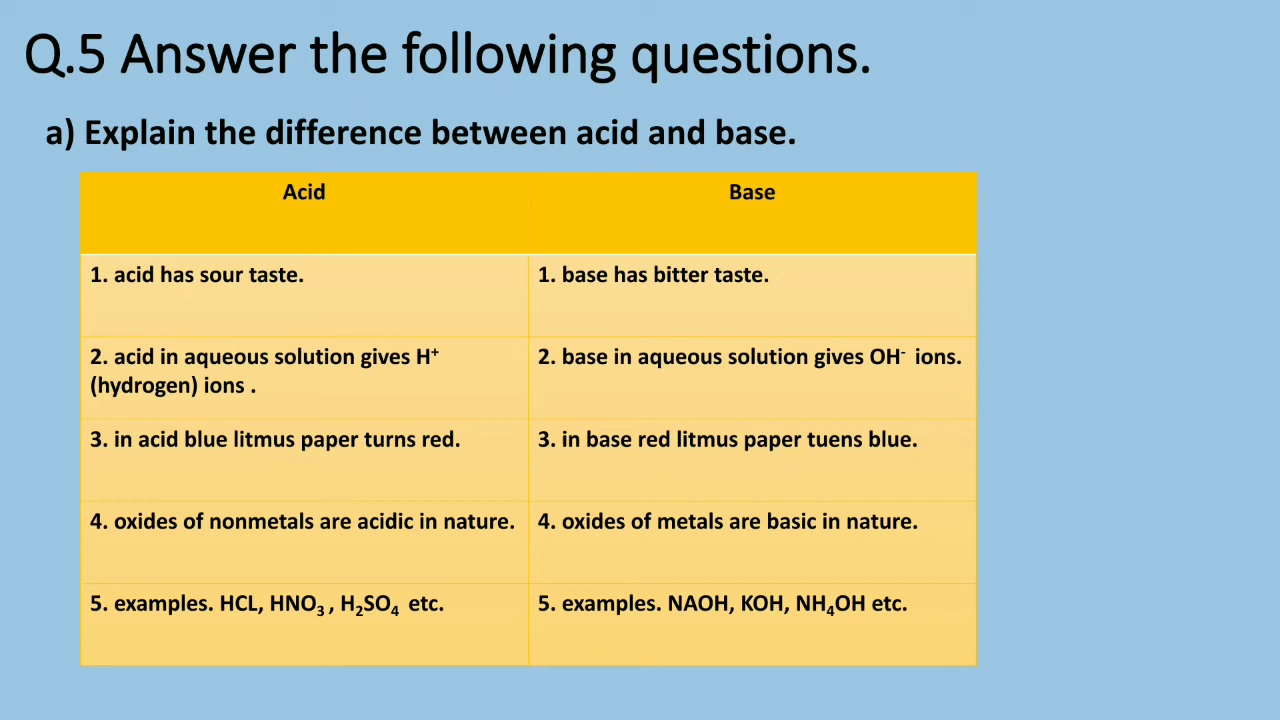 Q.5 Answer the following questions.
a) Explain the difference between acid and base.
Acid
Base
1. acid has sour taste.
1. base has bitter taste.
2. acid in aqueous solution gives H⁺
(hydrogen) ions .
2. base in aqueous solution gives OH⁻ ions.
3. in acid blue litmus paper turns red.
3. in base red litmus paper tuens blue.
4. oxides of nonmetals are acidic in nature.
4. oxides of metals are basic in nature.
5. examples. HCL, HNO₃ , H₂SO₄ etc.
5. examples. NAOH, KOH, NH₄OH etc.